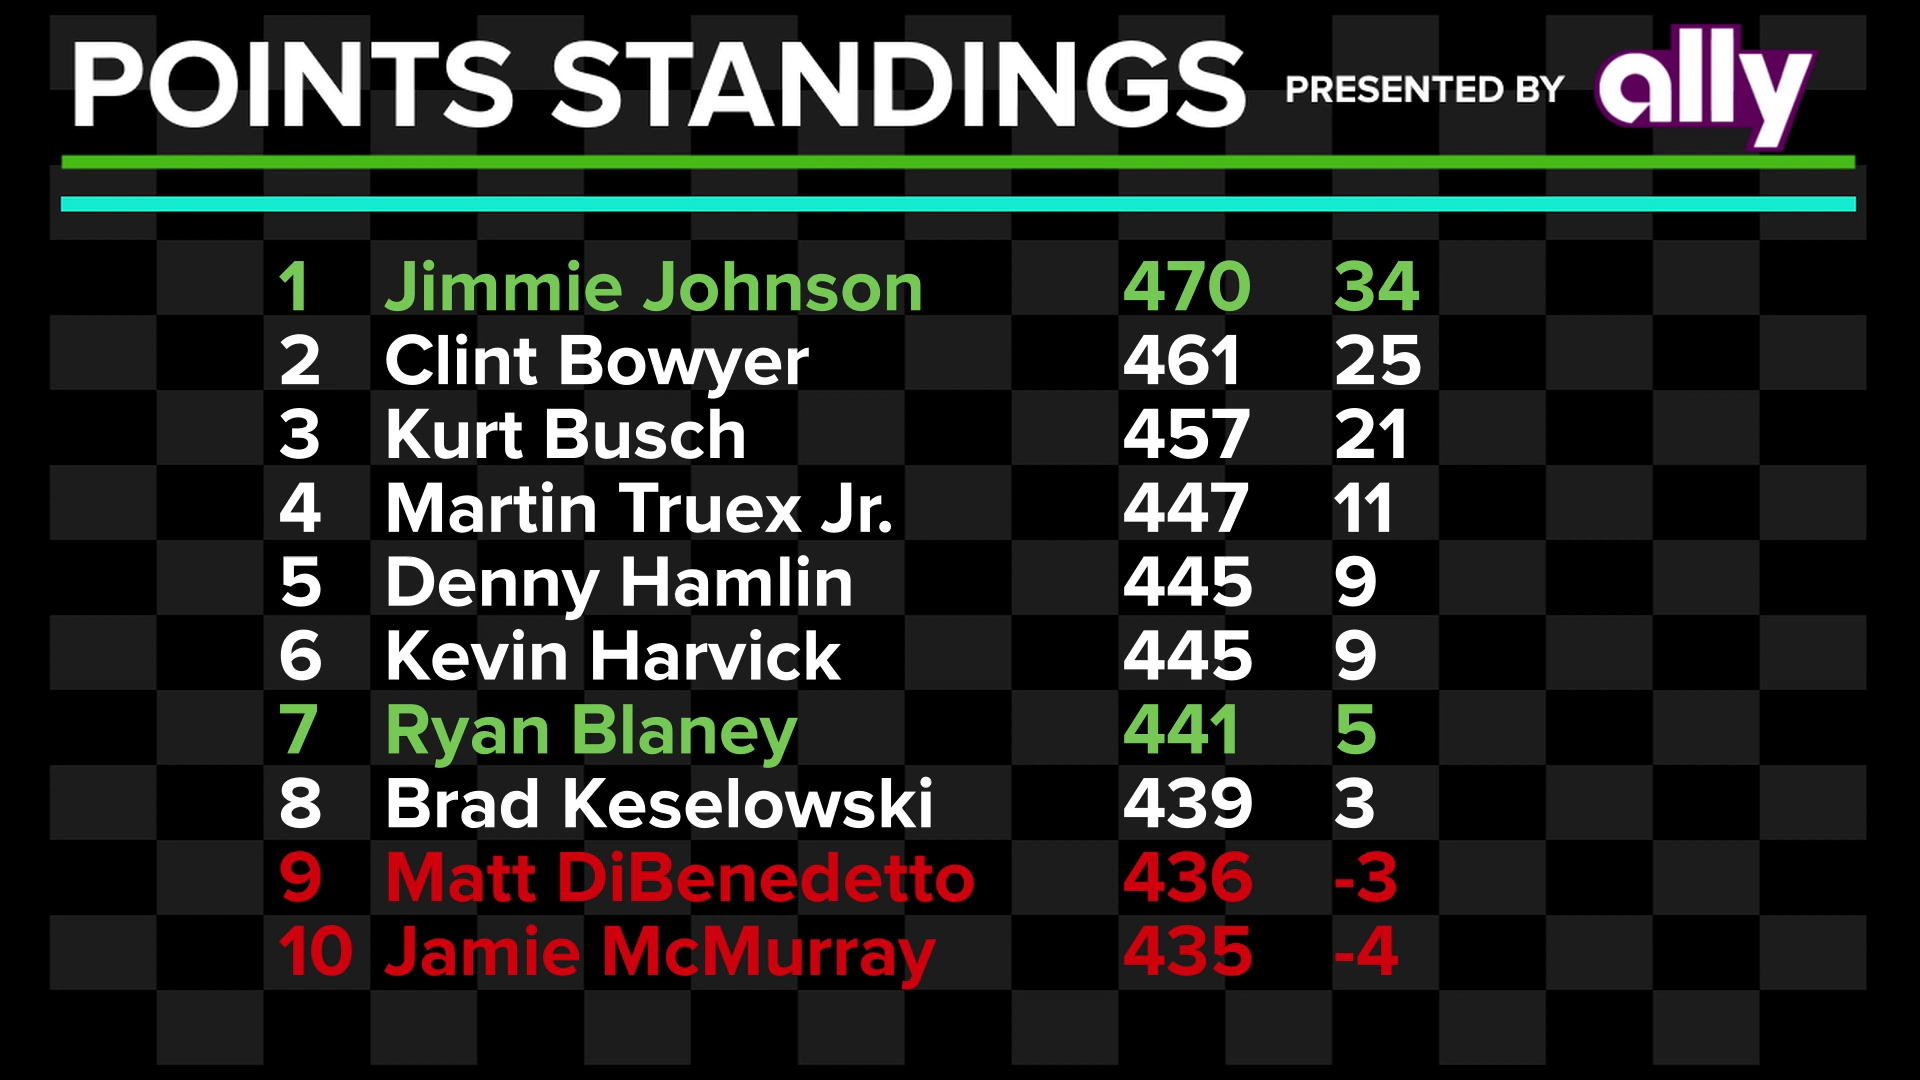 POINTS STANDINGS PRESENTED BY ally
1 Jimmie Johnson 470 34
2 Clint Bowyer 461 25
3 Kurt Busch 457 21
4 Martin Truex Jr. 447 11
5 Denny Hamlin 445 9
6 Kevin Harvick 445 9
7 Ryan Blaney 441 5
8 Brad Keselowski 439 3
9 Matt DiBenedetto 436 -3
10 Jamie McMurray 435 -4